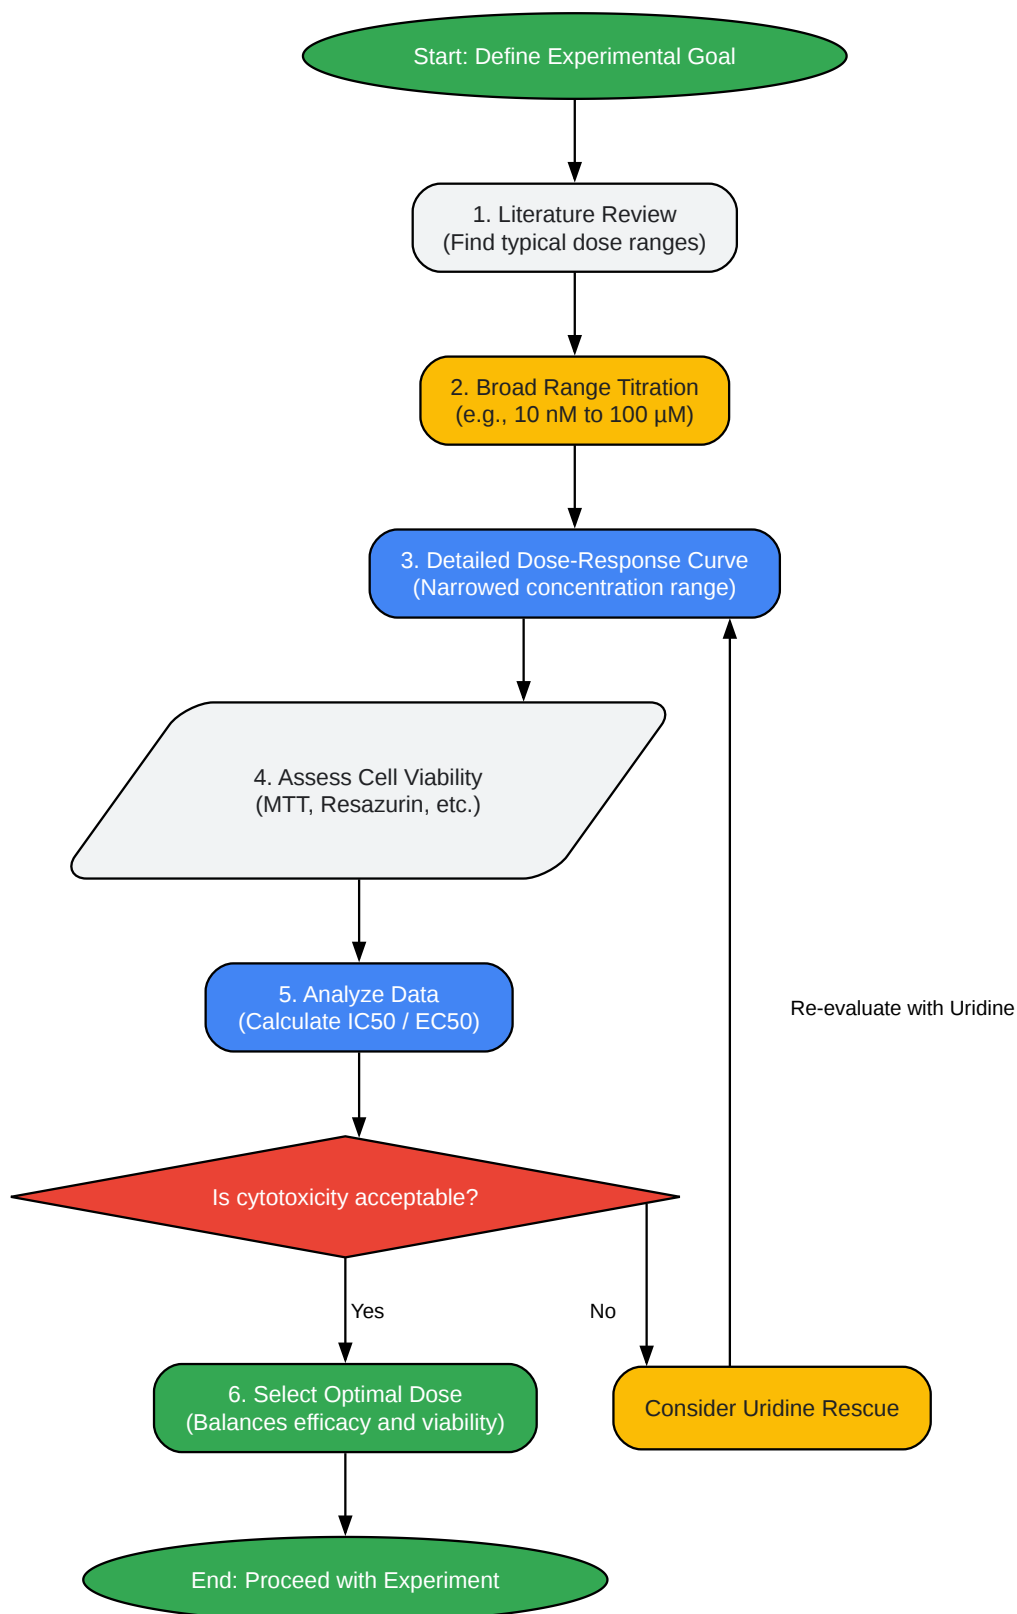 Start: Define Experimental Goal
1. Literature Review
(Find typical dose ranges)
2. Broad Range Titration
(e.g., 10 nM to 100 µM)
3. Detailed Dose-Response Curve
(Narrowed concentration range)
4. Assess Cell Viability
(MTT, Resazurin, etc.)
5. Analyze Data
(Calculate IC50 / EC50)
Re-evaluate with Uridine
Is cytotoxicity acceptable?
Yes
No
6. Select Optimal Dose
(Balances efficacy and viability)
Consider Uridine Rescue
End: Proceed with Experiment